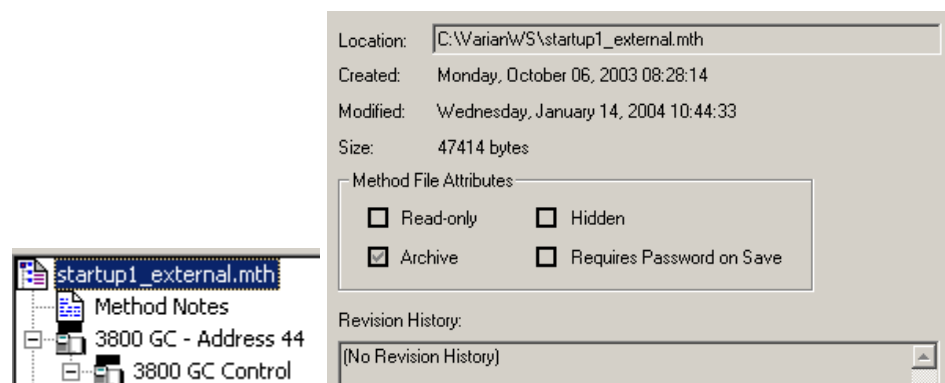 startup1_external.mth
Method Notes
3800 GC - Address 44
3800 GC Control
Location: C:\VarianWS\startup1_external.mth
Created: Monday, October 06, 2003 08:28:14
Modified: Wednesday, January 14, 2004 10:44:33
Size: 47414 bytes
Method File Attributes
Read-only Hidden
Archive Requires Password on Save
Revision History:
(No Revision History)